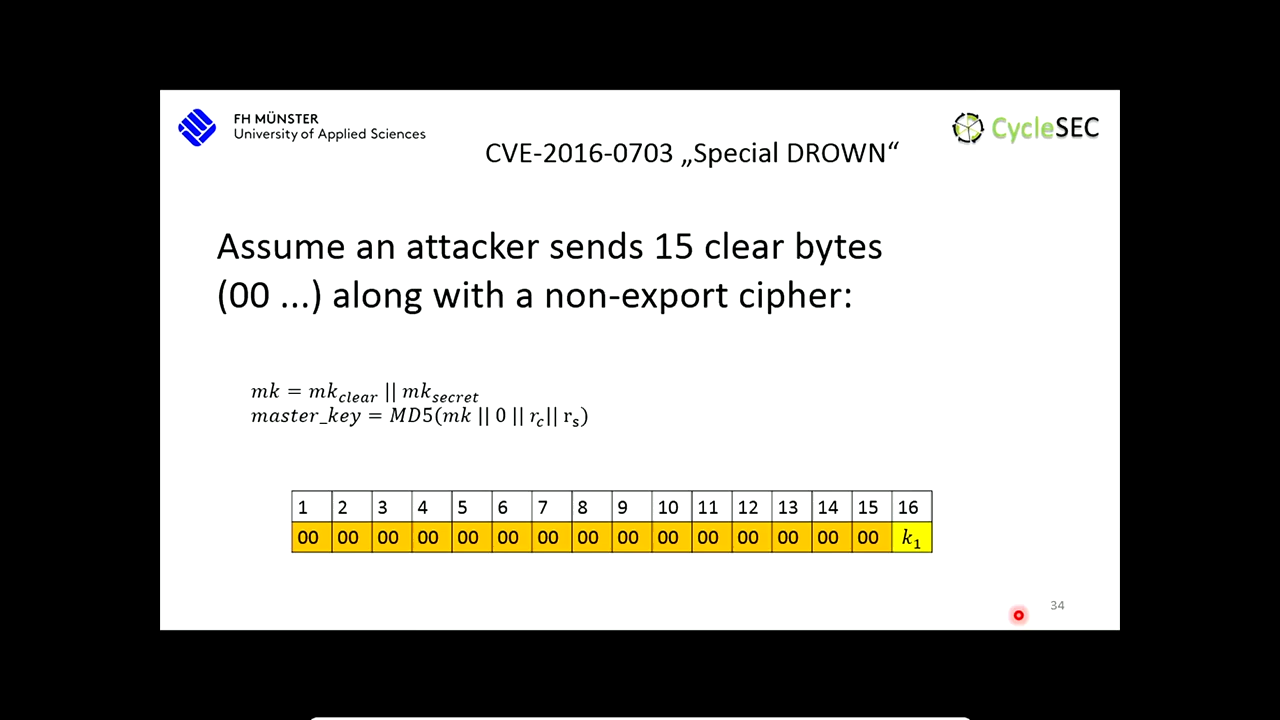 FH MÜNSTER
University of Applied Sciences
CycleSEC
CVE-2016-0703 „Special DROWN“
Assume an attacker sends 15 clear bytes
(00 ...) along with a non-export cipher:
mk = mk_clear || mk_secret
master_key = MD5(mk || 0 || r_c || r_s)
1 2 3 4 5 6 7 8 9 10 11 12 13 14 15 16
00 00 00 00 00 00 00 00 00 00 00 00 00 00 00 k₁
34